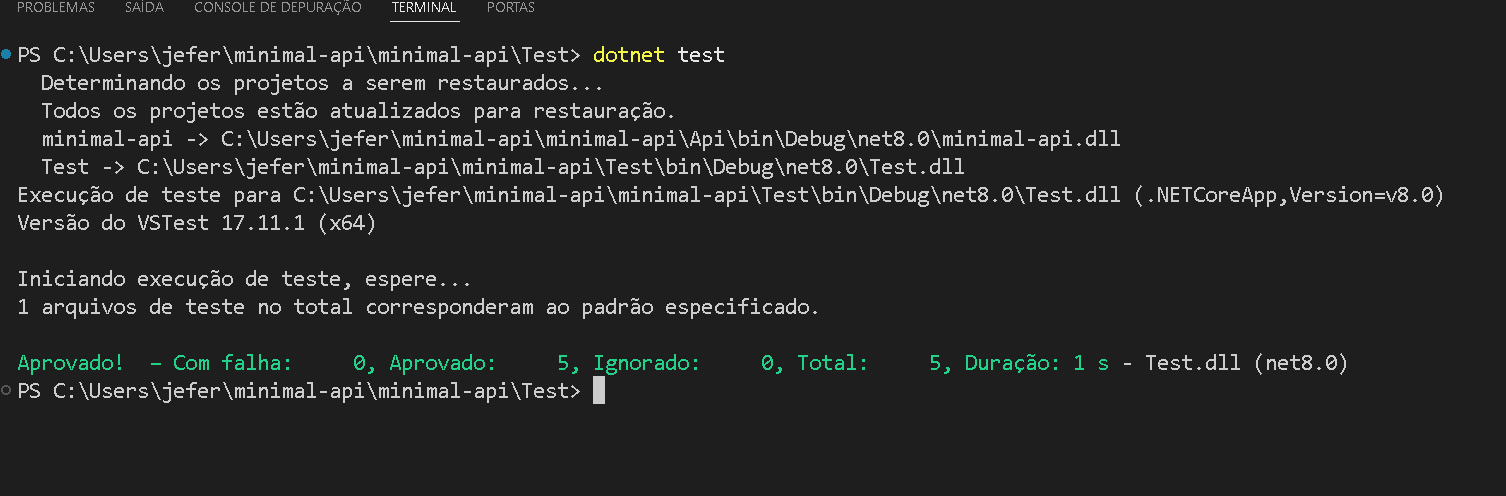 PROBLEMAS SAÍDA CONSOLE DE DEPURAÇÃO TERMINAL PORTAS
PS C:\Users\jefer\minimal-api\minimal-api\Test> dotnet test
Determinando os projetos a serem restaurados...
Todos os projetos estão atualizados para restauração.
minimal-api -> C:\Users\jefer\minimal-api\minimal-api\Api\bin\Debug\net8.0\minimal-api.dll
Test -> C:\Users\jefer\minimal-api\minimal-api\Test\bin\Debug\net8.0\Test.dll
Execução de teste para C:\Users\jefer\minimal-api\minimal-api\Test\bin\Debug\net8.0\Test.dll (.NETCoreApp,Version=v8.0)
Versão do VSTest 17.11.1 (x64)
Iniciando execução de teste, espere...
1 arquivos de teste no total corresponderam ao padrão especificado.
Aprovado! – Com falha: 0, Aprovado: 5, Ignorado: 0, Total: 5, Duração: 1 s - Test.dll (net8.0)
PS C:\Users\jefer\minimal-api\minimal-api\Test>